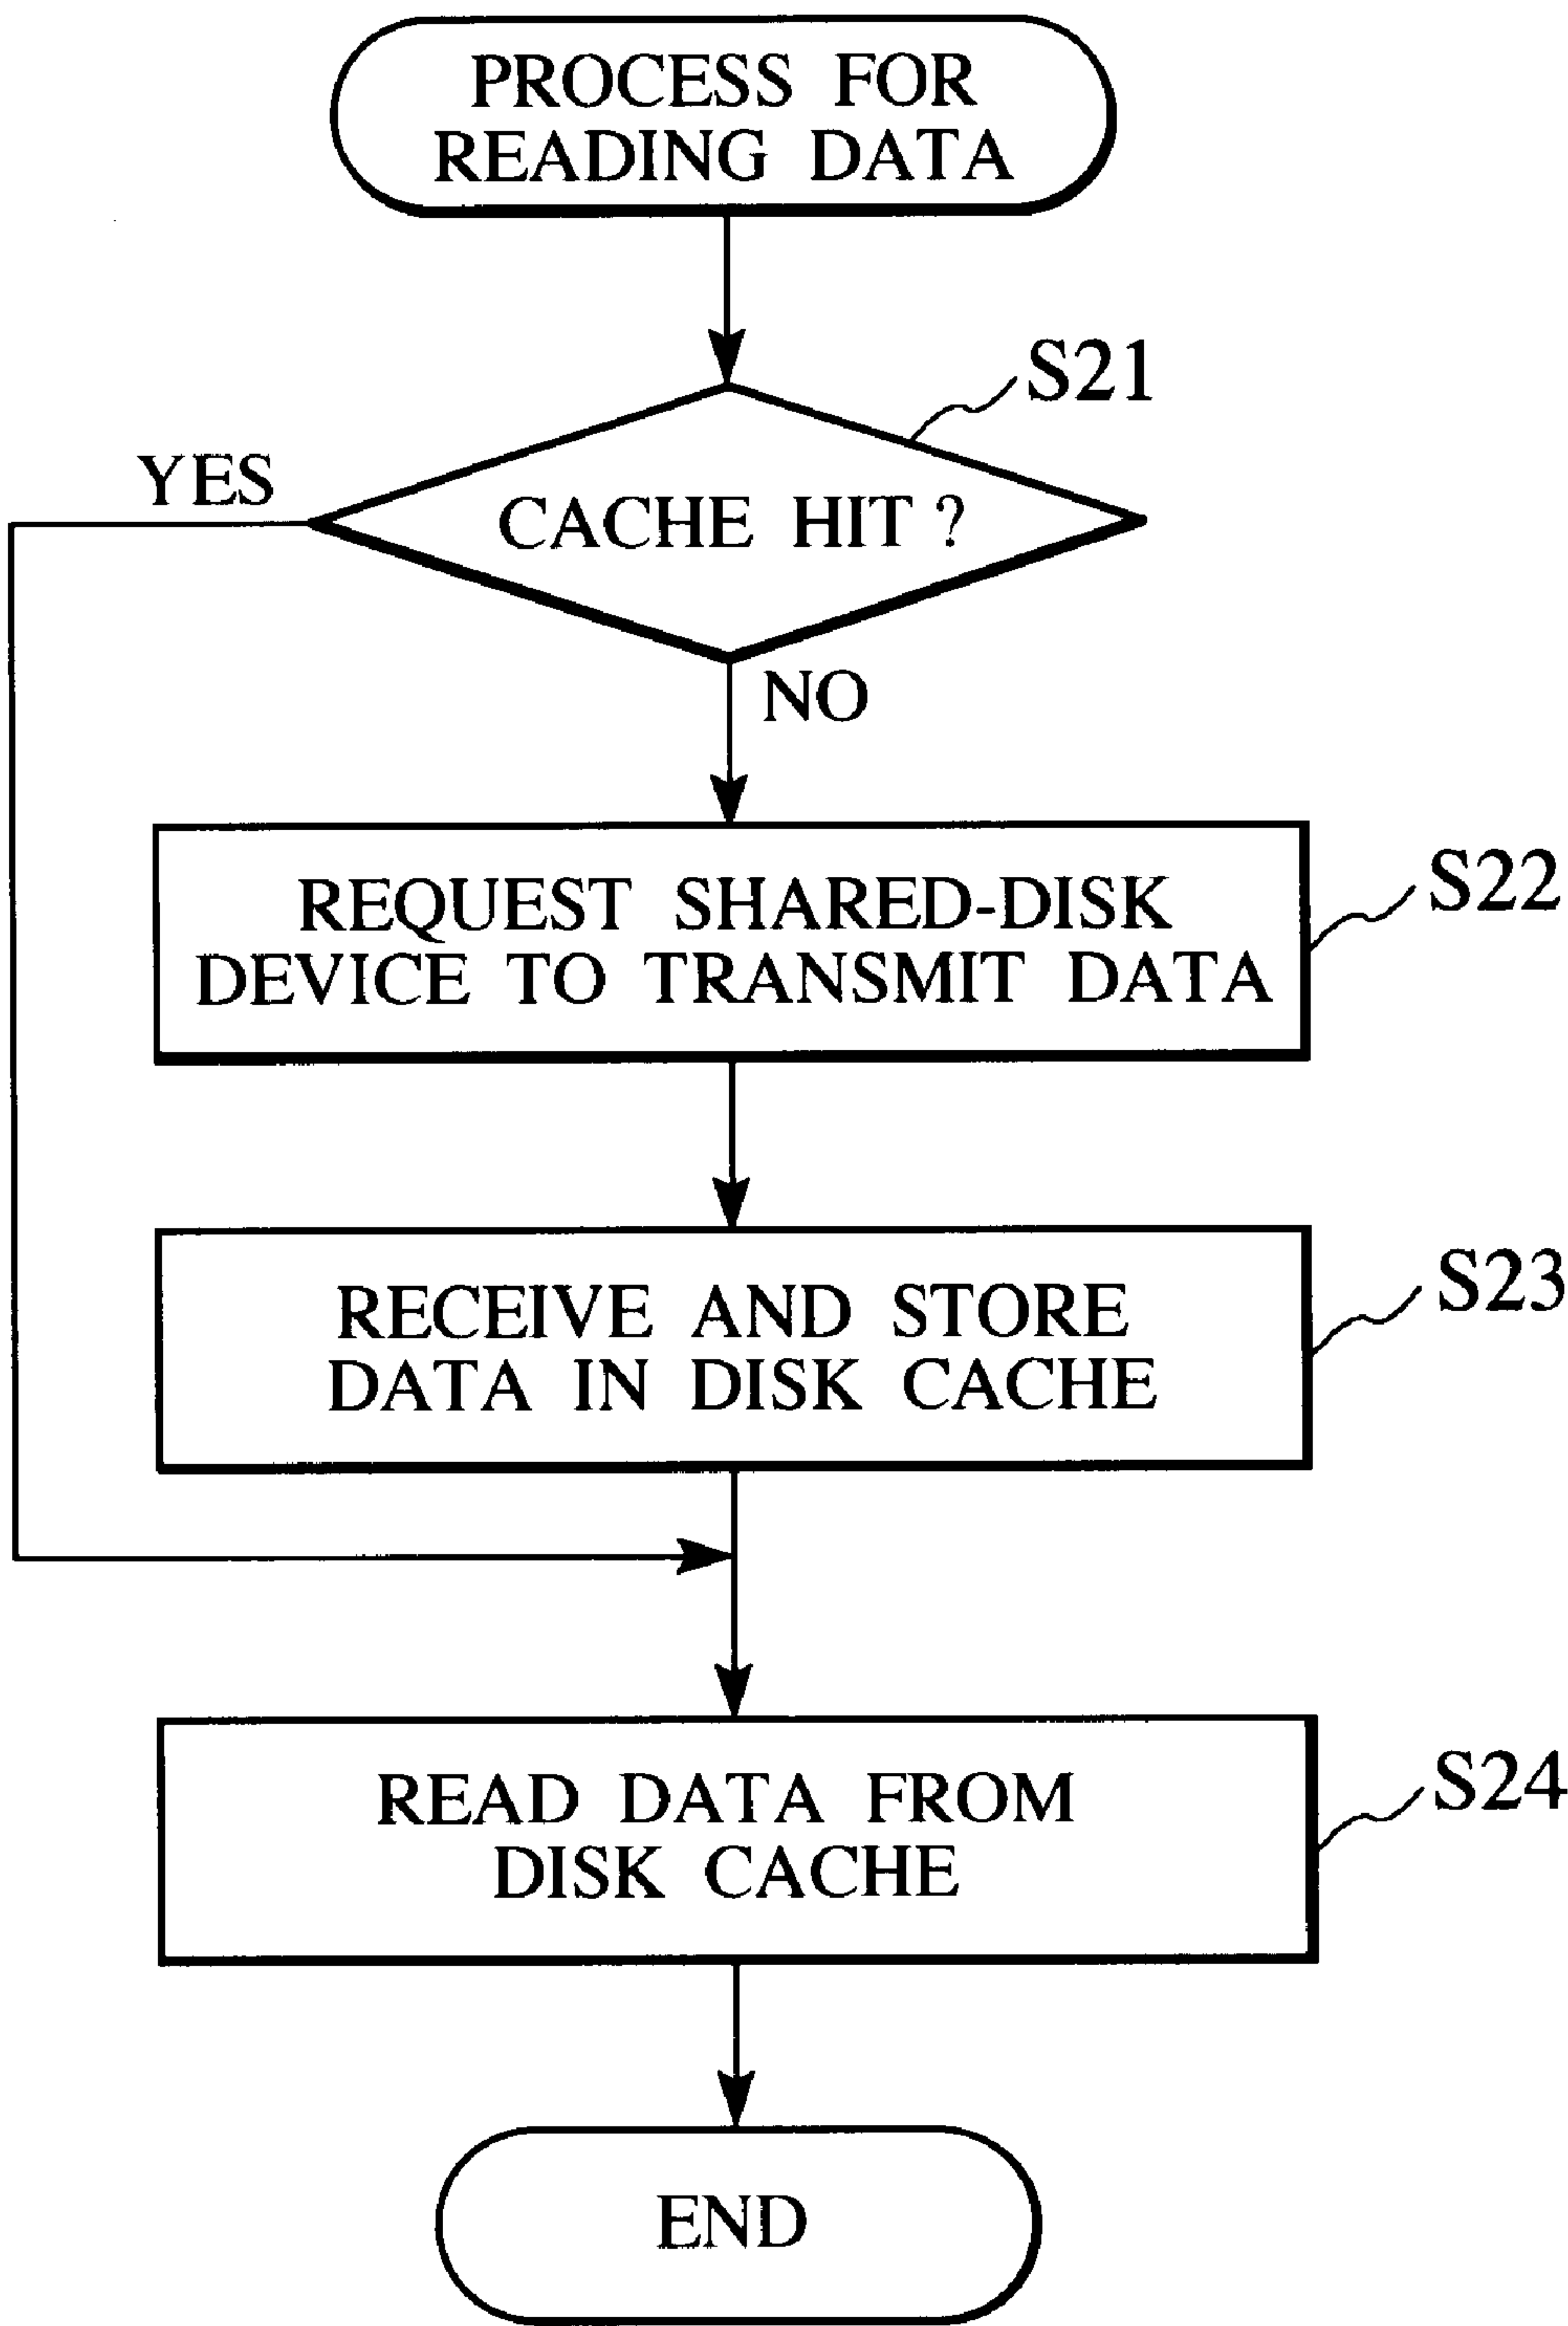 PROCESS FOR
READING DATA
S21
YES
CACHE HIT ?
NO
S22
REQUEST SHARED-DISK
DEVICE TO TRANSMIT DATA
S23
RECEIVE AND STORE
DATA IN DISK CACHE
S24
READ DATA FROM
DISK CACHE
END